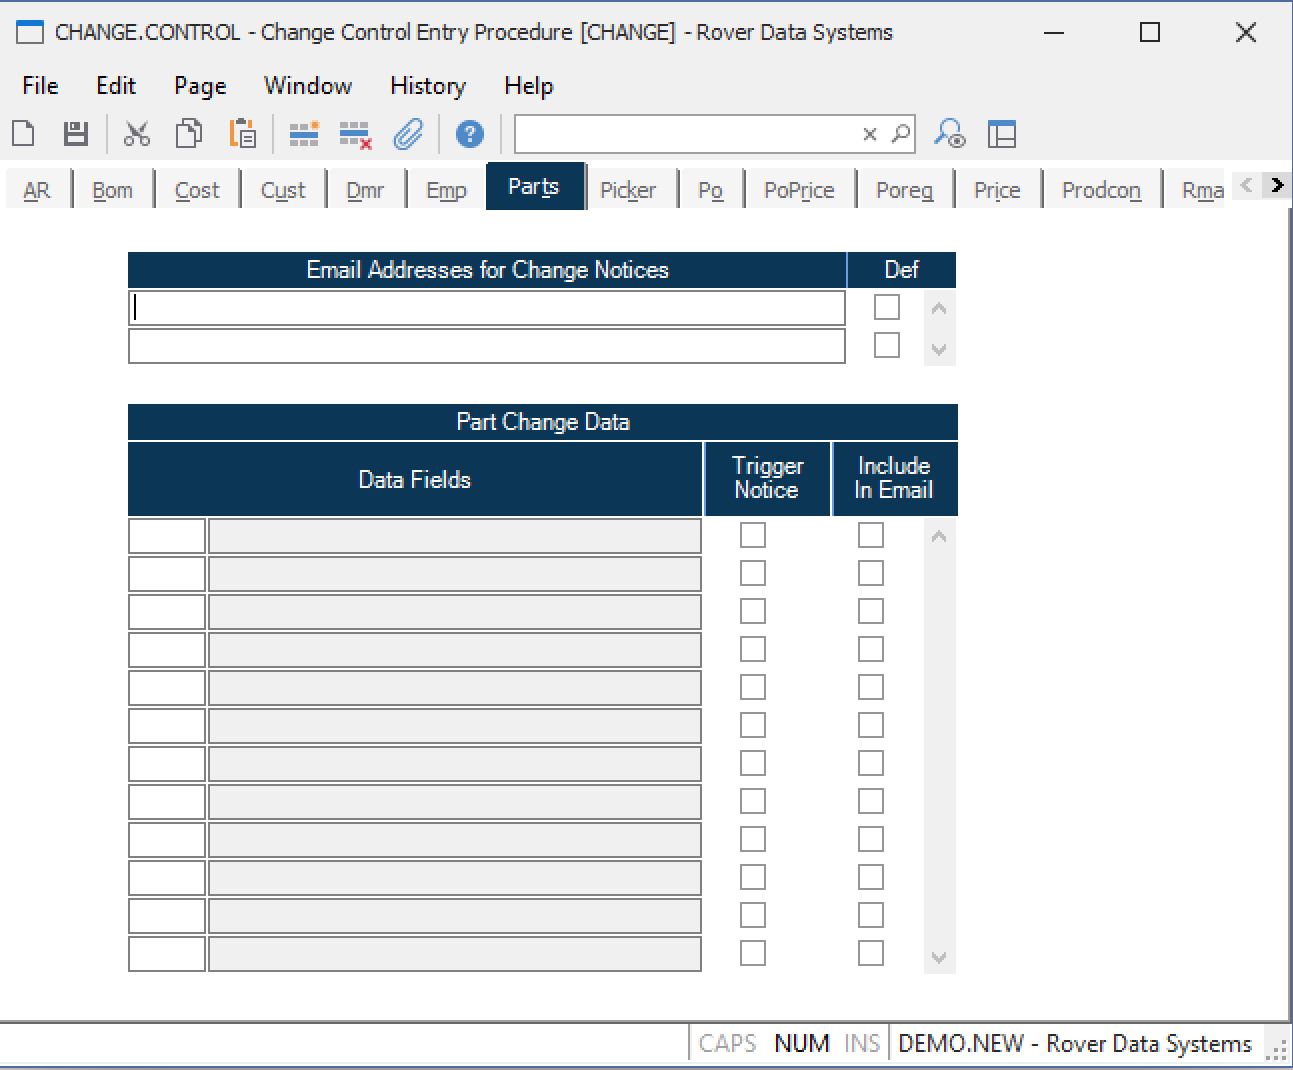 CHANGE.CONTROL - Change Control Entry Procedure [CHANGE] - Rover Data Systems
File Edit Page Window History Help
AR Bom Cost Cust Dmr Emp Parts Picker Po PoPrice Poreg Price Prodcon Rma
Email Addresses for Change Notices Def
Part Change Data
Data Fields Trigger Notice Include In Email
CAPS NUM INS DEMO.NEW - Rover Data Systems